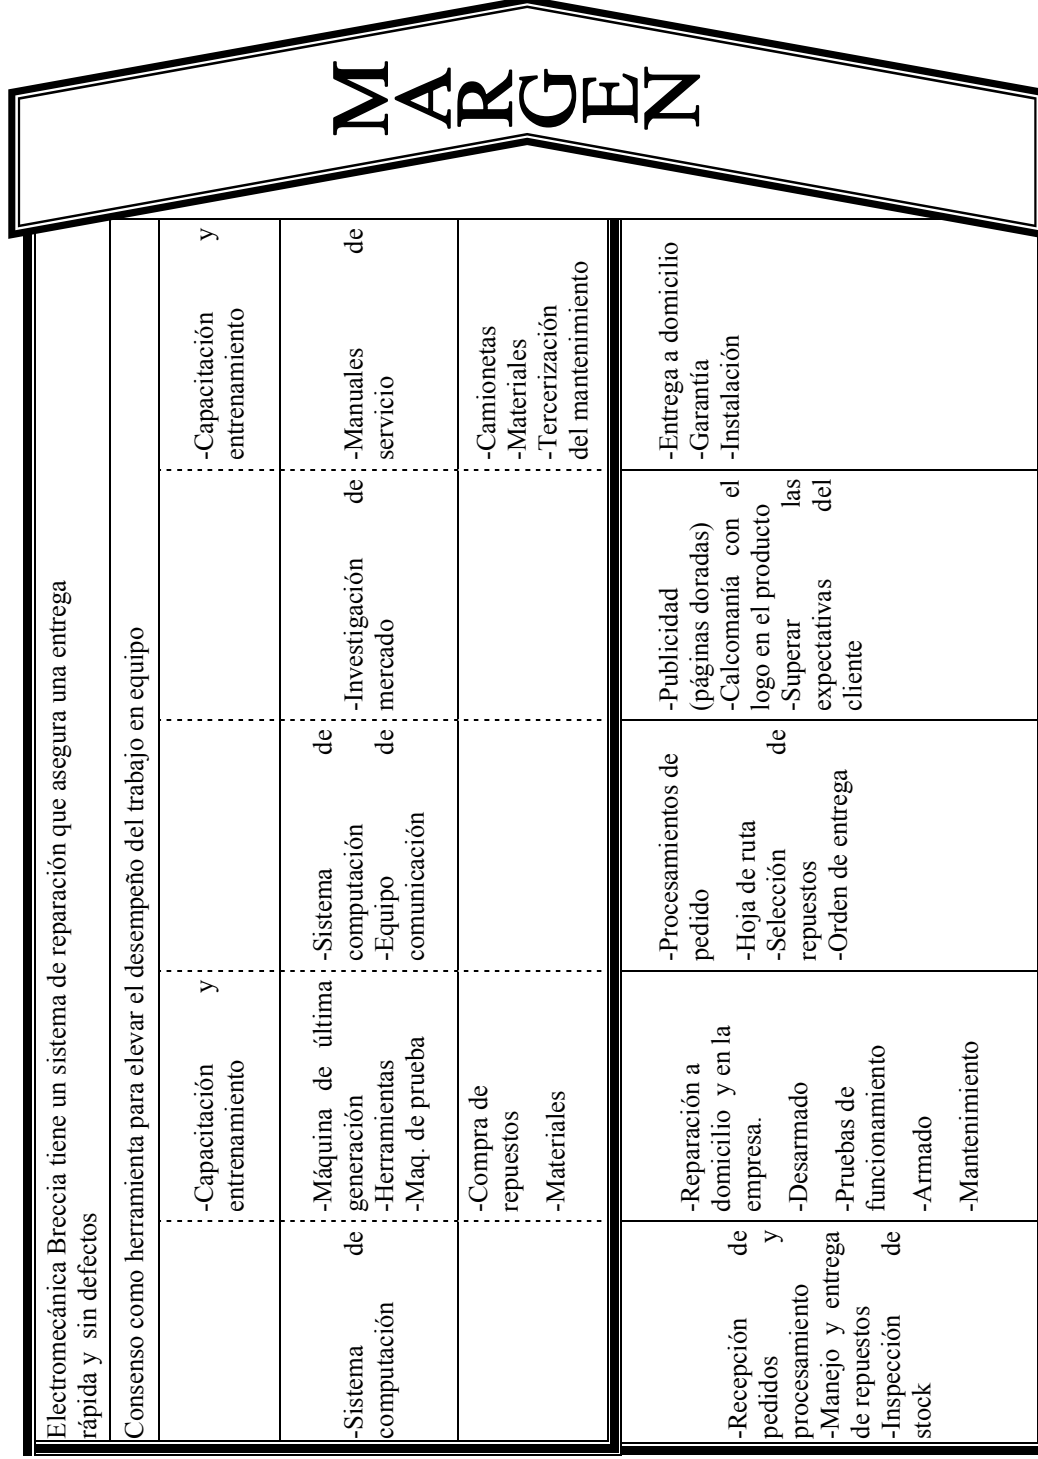 Electromecánica Breccia tiene un sistema de reparación que asegura una entrega
rápida y sin defectos
Consenso como herramienta para elevar el desempeño del trabajo en equipo
-Capacitación y
entrenamiento
-Capacitación y
entrenamiento
-Sistema de
computación
-Máquina de última
generación
-Herramientas
-Maq. de prueba
-Sistema de
computación
-Equipo de
comunicación
-Investigación de
mercado
-Manuales de
servicio
-Compra de
repuestos
-Materiales
-Camionetas
-Materiales
-Tercerización
del mantenimiento
-Recepción de
pedidos y
procesamiento
-Manejo y entrega
de repuestos
-Inspección de
stock
-Reparación a
domicilio y en la
empresa.
-Desarmado
-Pruebas de
funcionamiento
-Armado
-Mantenimiento
-Procesamientos de
pedido
-Hoja de ruta
-Selección de
repuestos
-Orden de entrega
-Publicidad
(páginas doradas)
-Calcomanía con el
logo en el producto
-Superar las
expectativas del
cliente
-Entrega a domicilio
-Garantía
-Instalación
MARGEN